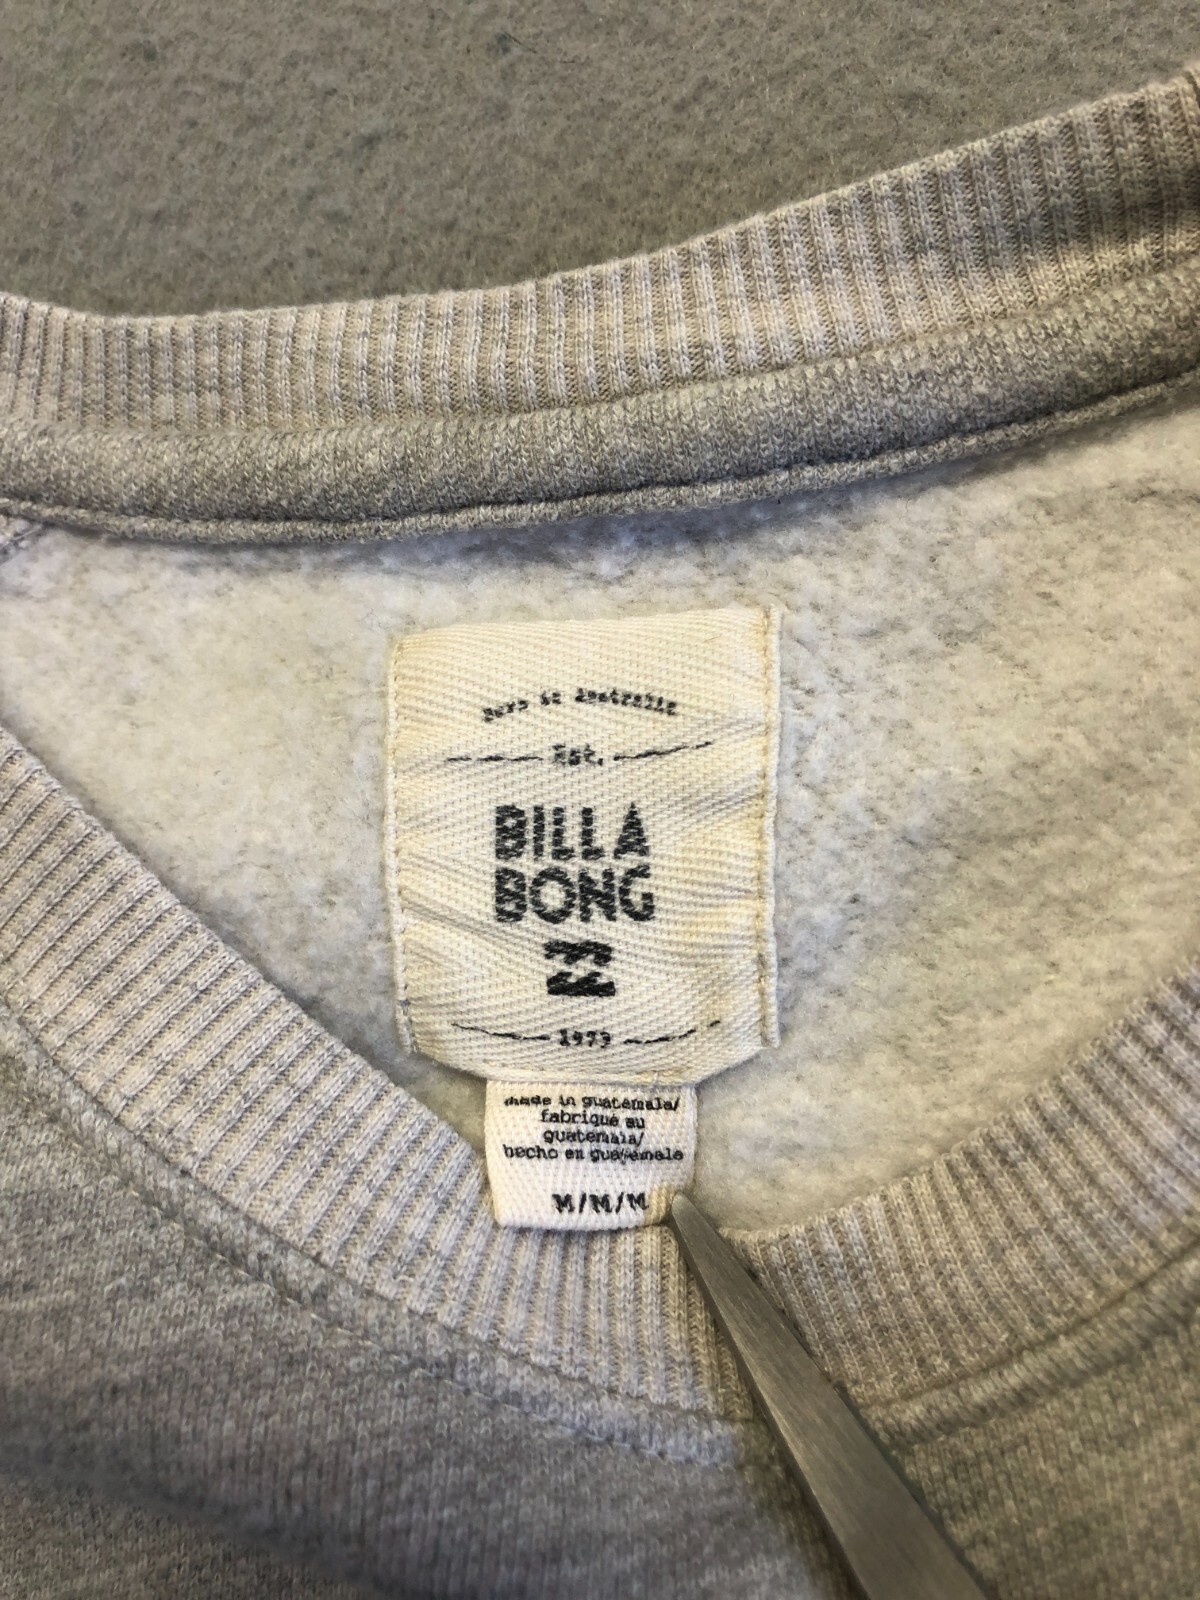 Born in Australia
Est.
BILLA
BONG
1973
made in guatemala/
fabriqué au
guatemala/
hecho en guatemala
M/M/M